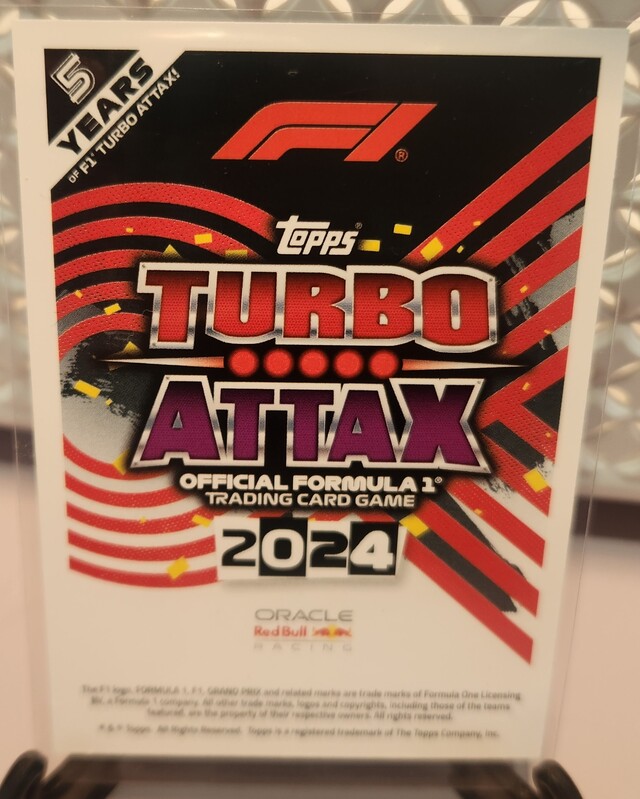 5
YEARS
OF F1® TURBO ATTAX!
F1®
topps®
TURBO
ATTAX
OFFICIAL FORMULA 1®
TRADING CARD GAME
2024
ORACLE
Red Bull
RACING
The F1 logo, FORMULA 1, F1, GRAND PRIX and related marks are trade marks of Formula One Licensing
BV, a Formula 1 company. All other trade marks, logos and copyrights, including those of the teams
featured, are the property of their respective owners. All rights reserved.
® & © Topps. All Rights Reserved. Topps is a registered trademark of The Topps Company, Inc.